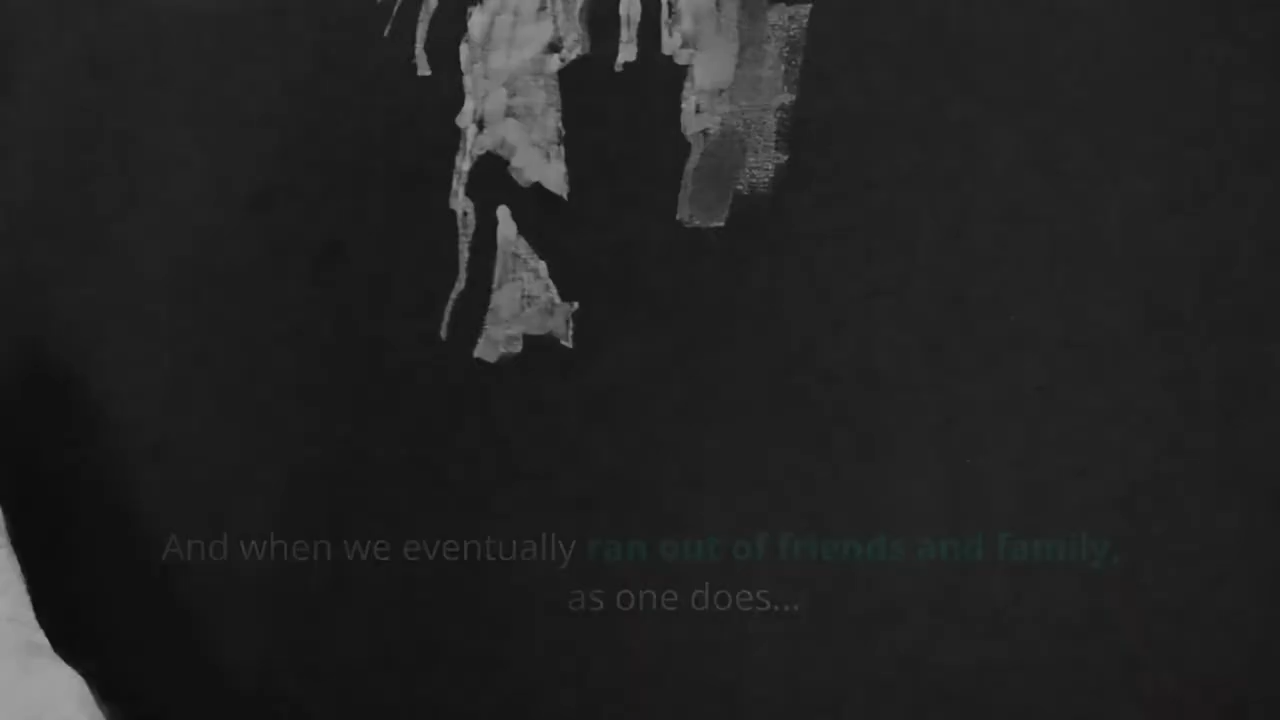 And when we eventually ran out of friends and family,
as one does...